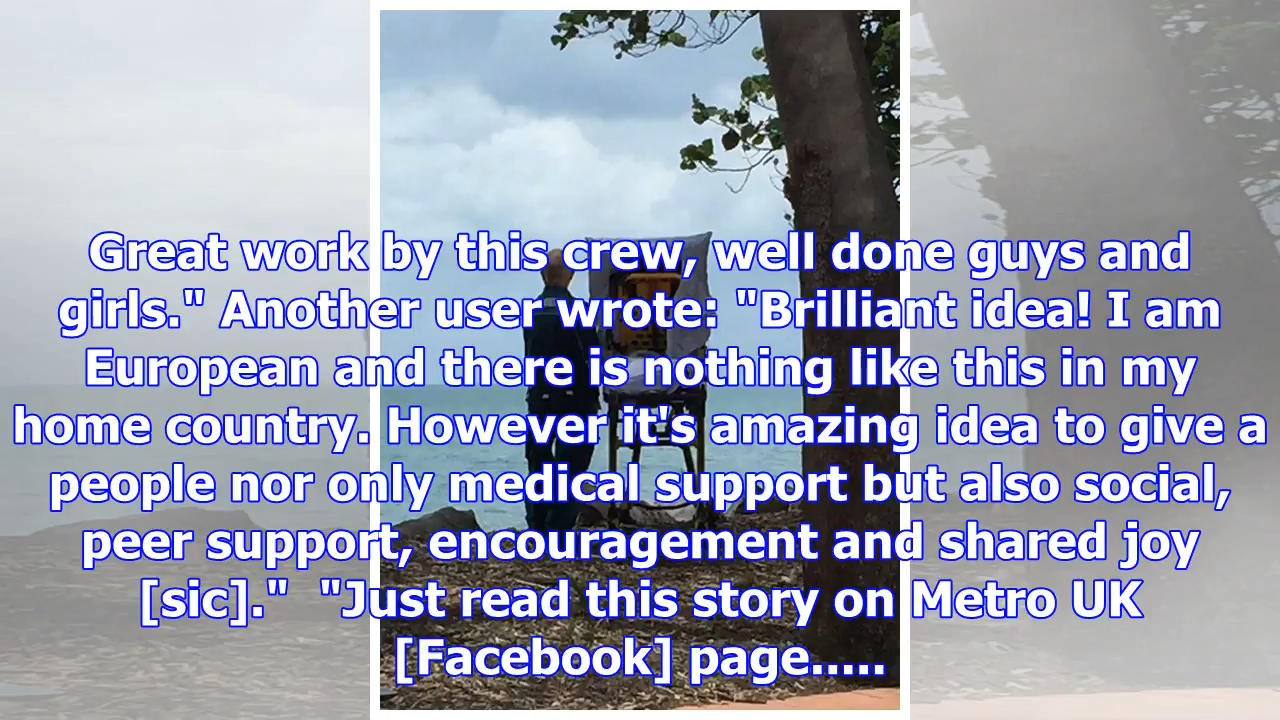 Great work by this crew, well done guys and
girls." Another user wrote: "Brilliant idea! I am
European and there is nothing like this in my
home country. However it's amazing idea to give a
people nor only medical support but also social,
peer support, encouragement and shared joy
[sic]."  "Just read this story on Metro UK
[Facebook] page.....